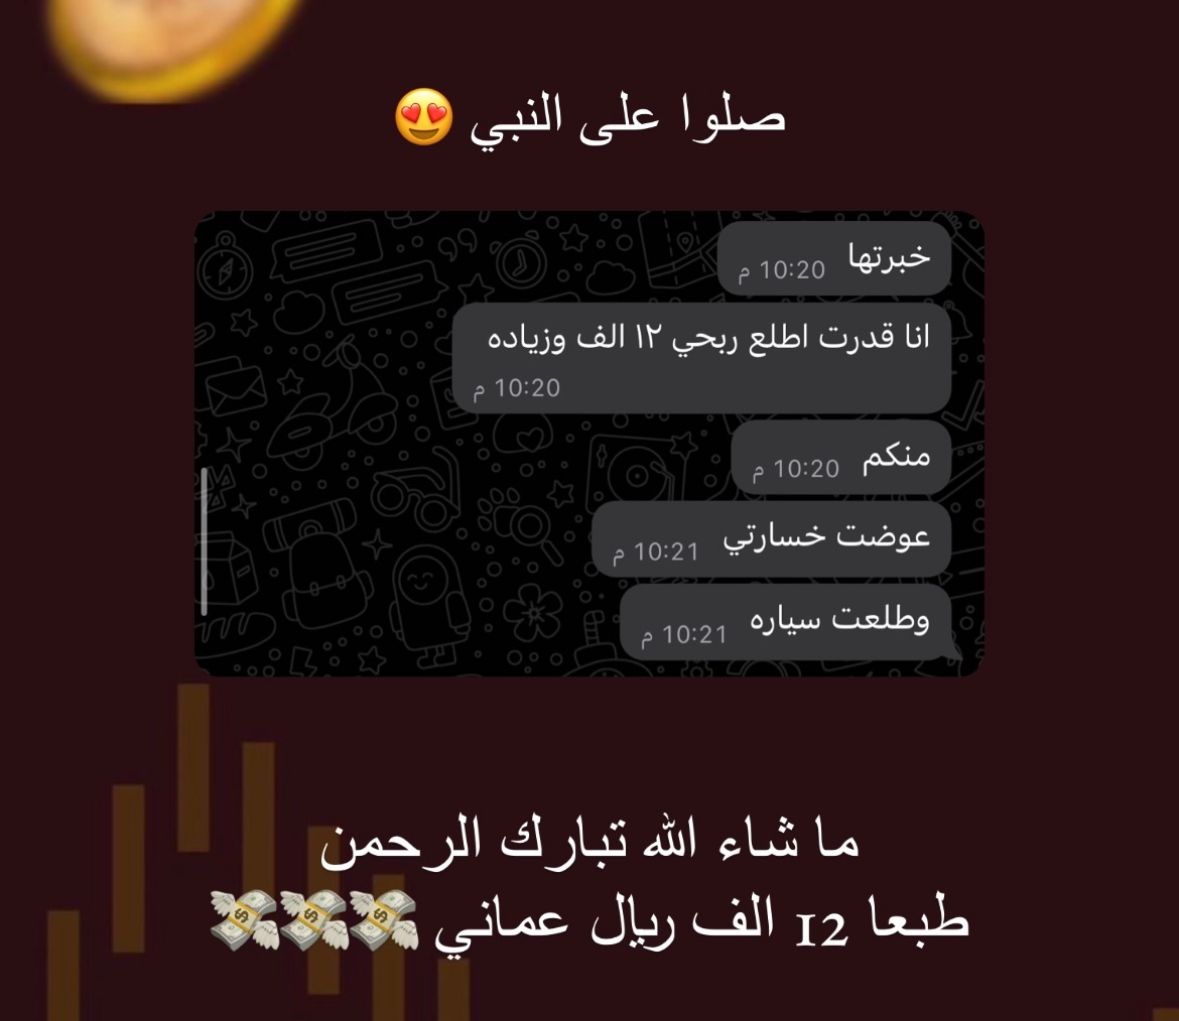 صلوا على النبي 😍
خبرتها
10:20 م
انا قدرت اطلع ربحي ١٢ الف وزياده
10:20 م
منكم
10:20 م
عوضت خسارتي
10:21 م
وطلعت سياره
10:21 م
ما شاء الله تبارك الرحمن
طبعا 12 الف ريال عماني 💸💸💸